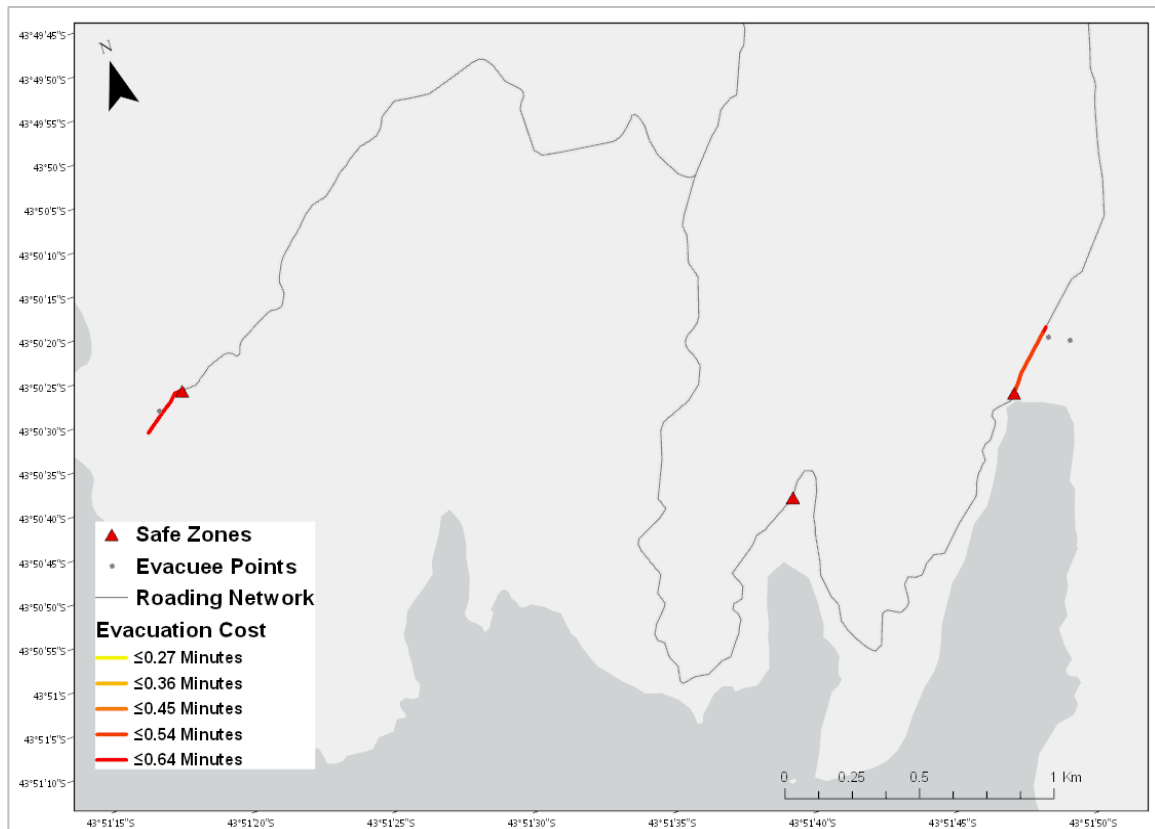 N
43°49'45"S
43°49'50"S
43°49'55"S
43°50'S
43°50'5"S
43°50'10"S
43°50'15"S
43°50'20"S
43°50'25"S
43°50'30"S
43°50'35"S
43°50'40"S
43°50'45"S
43°50'50"S
43°50'55"S
43°51'S
43°51'5"S
43°51'10"S
Safe Zones
Evacuee Points
Roading Network
Evacuation Cost
≤0.27 Minutes
≤0.36 Minutes
≤0.45 Minutes
≤0.54 Minutes
≤0.64 Minutes
0 0.25 0.5 1 Km
43°51'15"S 43°51'20"S 43°51'25"S 43°51'30"S 43°51'35"S 43°51'40"S 43°51'45"S 43°51'50"S